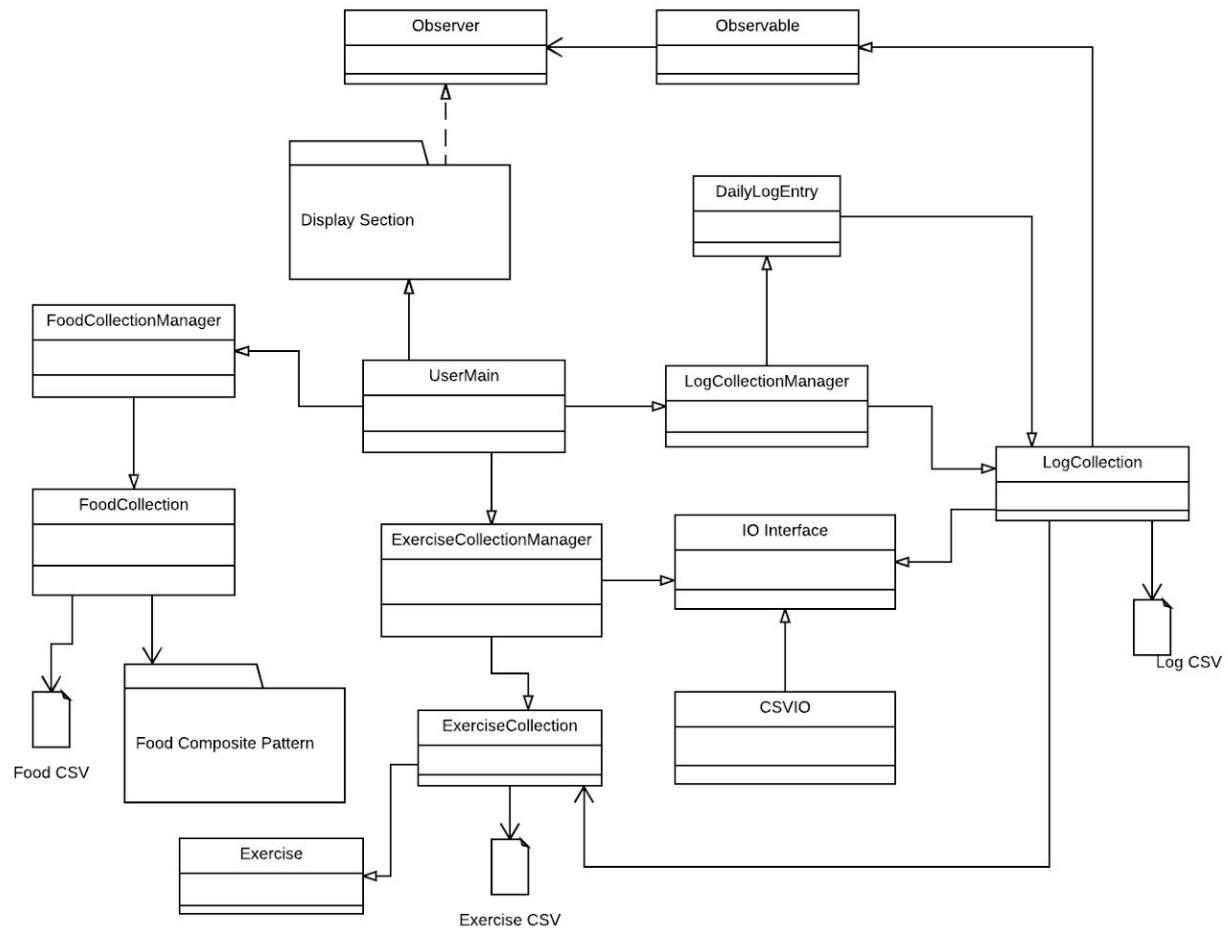 Observer
Observable
DailyLogEntry
Display Section
FoodCollectionManager
UserMain
LogCollectionManager
LogCollection
FoodCollection
ExerciseCollectionManager
IO Interface
Log CSV
CSVIO
ExerciseCollection
Food Composite Pattern
Food CSV
Exercise
Exercise CSV